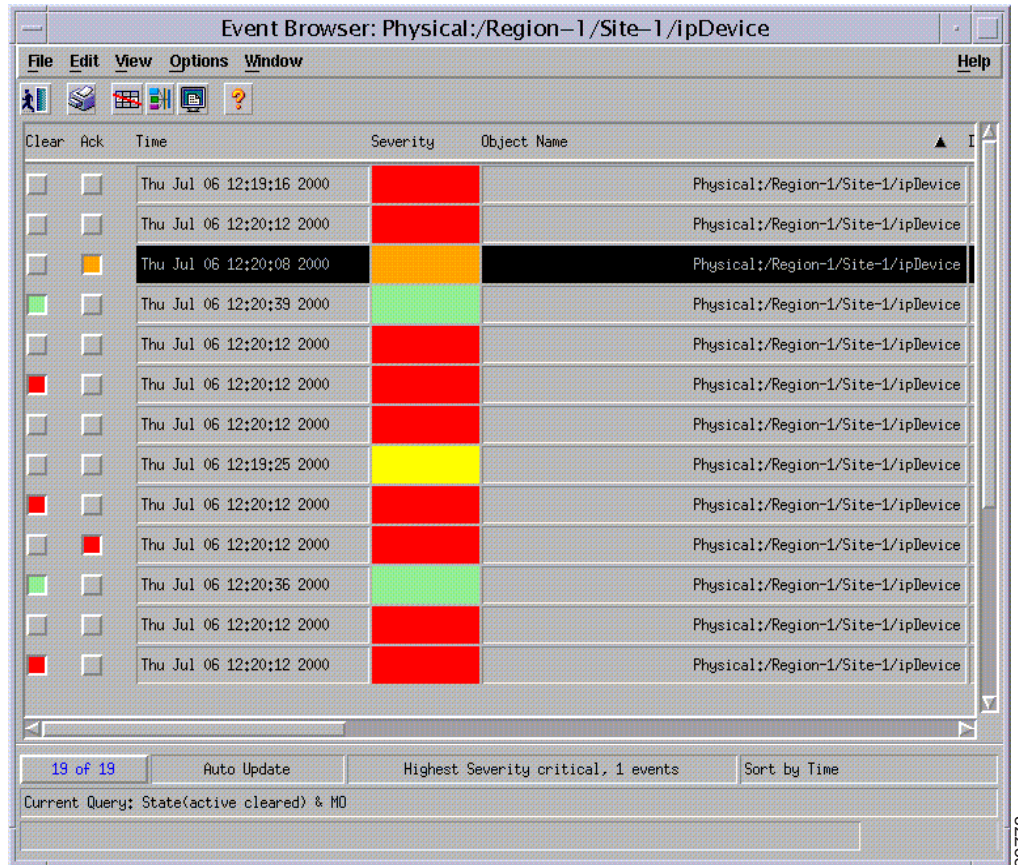 Event Browser: Physical:/Region–1/Site–1/ipDevice
File Edit View Options Window Help
Clear Ack Time Severity Object Name
Thu Jul 06 12:19:16 2000 Physical:/Region-1/Site-1/ipDevice
Thu Jul 06 12:20:12 2000 Physical:/Region-1/Site-1/ipDevice
Thu Jul 06 12:20:08 2000 Physical:/Region-1/Site-1/ipDevice
Thu Jul 06 12:20:39 2000 Physical:/Region-1/Site-1/ipDevice
Thu Jul 06 12:20:12 2000 Physical:/Region-1/Site-1/ipDevice
Thu Jul 06 12:20:12 2000 Physical:/Region-1/Site-1/ipDevice
Thu Jul 06 12:20:12 2000 Physical:/Region-1/Site-1/ipDevice
Thu Jul 06 12:19:25 2000 Physical:/Region-1/Site-1/ipDevice
Thu Jul 06 12:20:12 2000 Physical:/Region-1/Site-1/ipDevice
Thu Jul 06 12:20:12 2000 Physical:/Region-1/Site-1/ipDevice
Thu Jul 06 12:20:36 2000 Physical:/Region-1/Site-1/ipDevice
Thu Jul 06 12:20:12 2000 Physical:/Region-1/Site-1/ipDevice
Thu Jul 06 12:20:12 2000 Physical:/Region-1/Site-1/ipDevice
19 of 19 Auto Update Highest Severity critical, 1 events Sort by Time
Current Query: State(active cleared) & MO